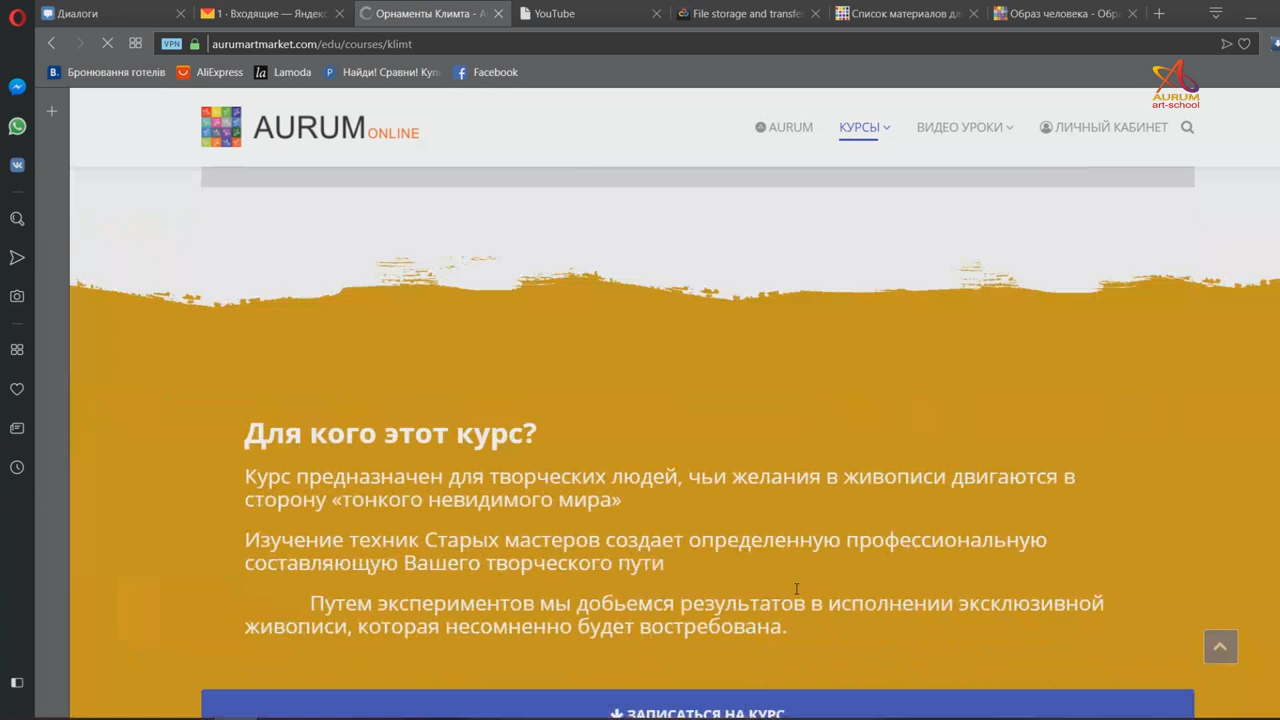 Диалоги
1 · Входящие — Яндекс
Орнаменты Климта - A
YouTube
File storage and transfe
Список материалов дл
Образ человека - Обра
VPN
aurumartmarket.com/edu/courses/klimt
B. Бронювання готелів
AliExpress
la Lamoda
P Найди! Сравни! Куп
Facebook
AURUM
art-school
AURUM ONLINE
AURUM
КУРСЫ
ВИДЕО УРОКИ
ЛИЧНЫЙ КАБИНЕТ
Для кого этот курс?
Курс предназначен для творческих людей, чьи желания в живописи двигаются в
сторону «тонкого невидимого мира»
Изучение техник Старых мастеров создает определенную профессиональную
составляющую Вашего творческого пути
Путем экспериментов мы добьемся результатов в исполнении эксклюзивной
живописи, которая несомненно будет востребована.
ЗАПИСАТЬСЯ НА КУРС